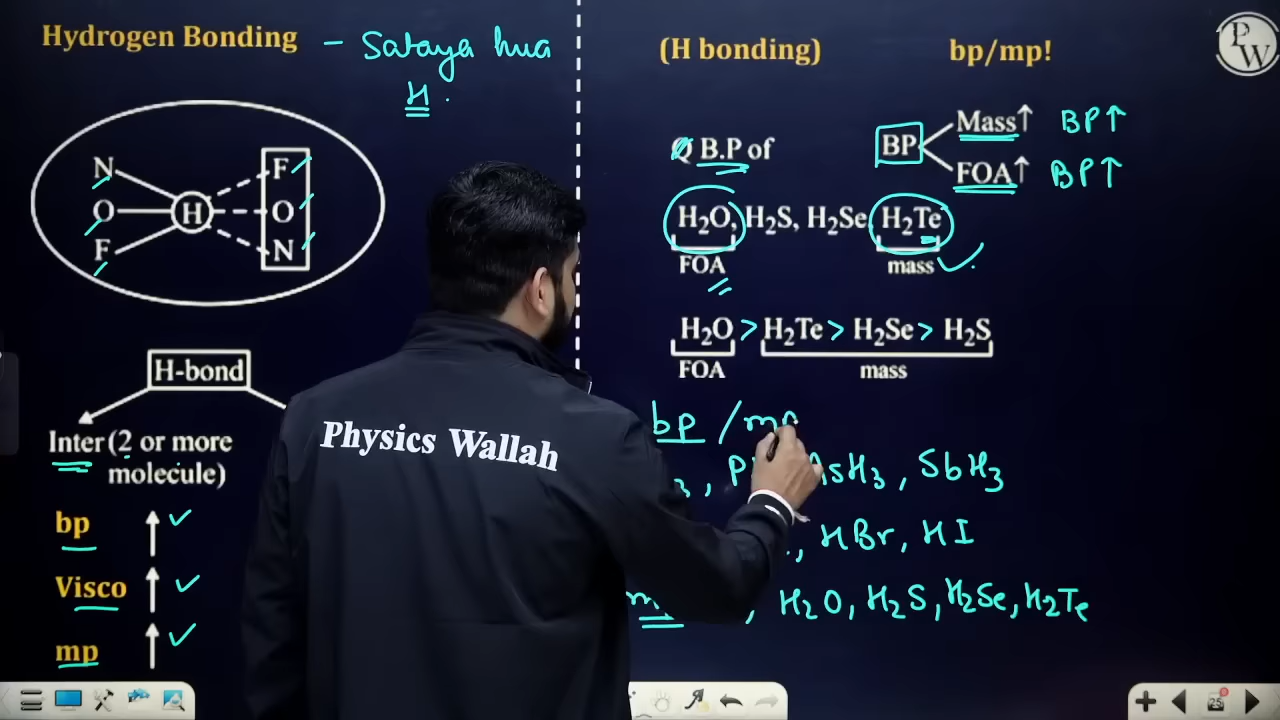 Hydrogen Bonding - Sataya hua
H.
N
O
F
H
F
O
N
H-bond
Inter (2 or more
molecule)
bp ↑ ✓
Visco ↑ ✓
mp ↑ ✓
Physics Wallah
(H bonding) bp/mp!
PW
Q B.P of
BP
Mass↑ BP↑
FOA↑ BP↑
H₂O, H₂S, H₂Se H₂Te
FOA mass ✓
H₂O > H₂Te > H₂Se > H₂S
FOA mass
bp /
AsH₃, SbH₃
HBr, HI
H₂O, H₂S, H₂Se, H₂Te
25